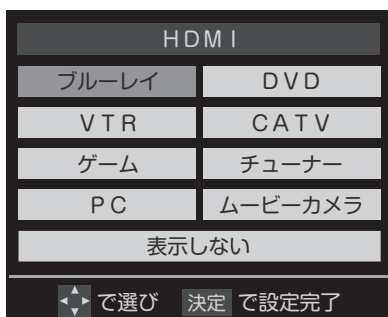 HDMI
ブルーレイ DVD
VTR CATV
ゲーム チューナー
PC ムービーカメラ
表示しない
で選び 決定 で設定完了